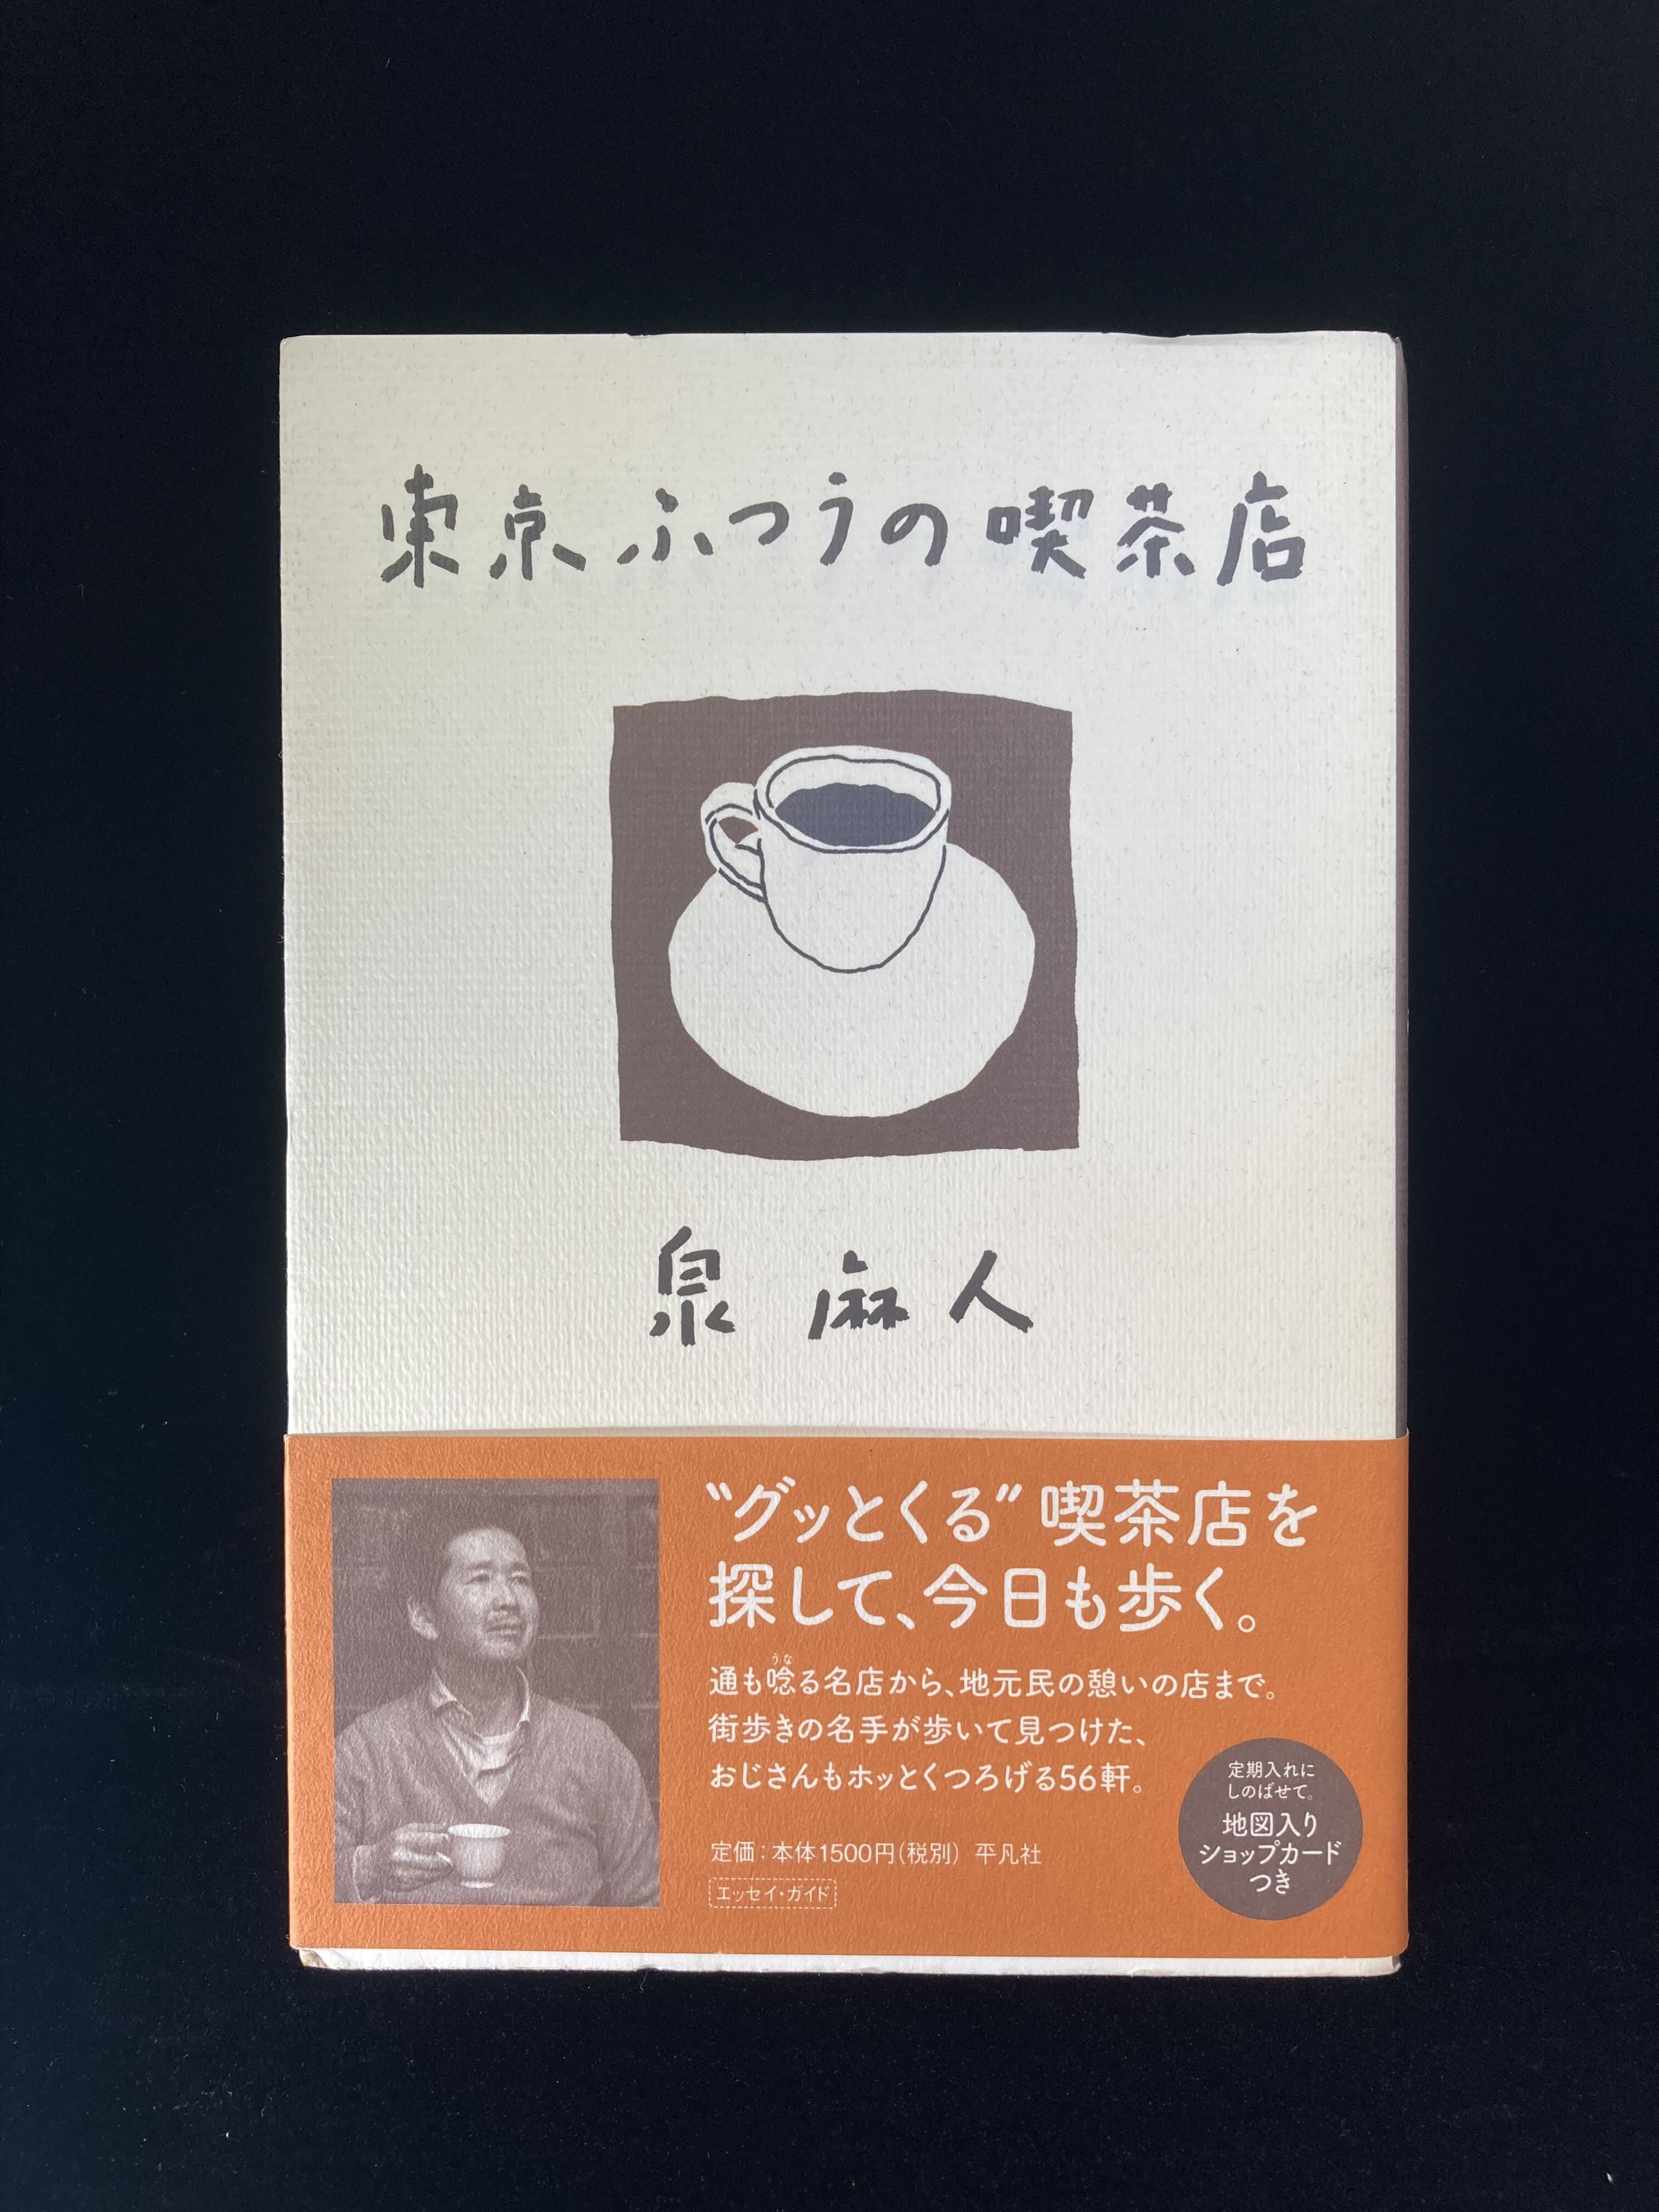 東京ふつうの喫茶店
泉 麻人
“グッとくる”喫茶店を
探して、今日も歩く。
うな
通も唸る名店から、地元民の憩いの店まで。
街歩きの名手が歩いて見つけた、
おじさんもホッとくつろげる56軒。
定価：本体1500円(税別) 平凡社
エッセイ・ガイド
定期入れに
しのばせて。
地図入り
ショップカード
つき